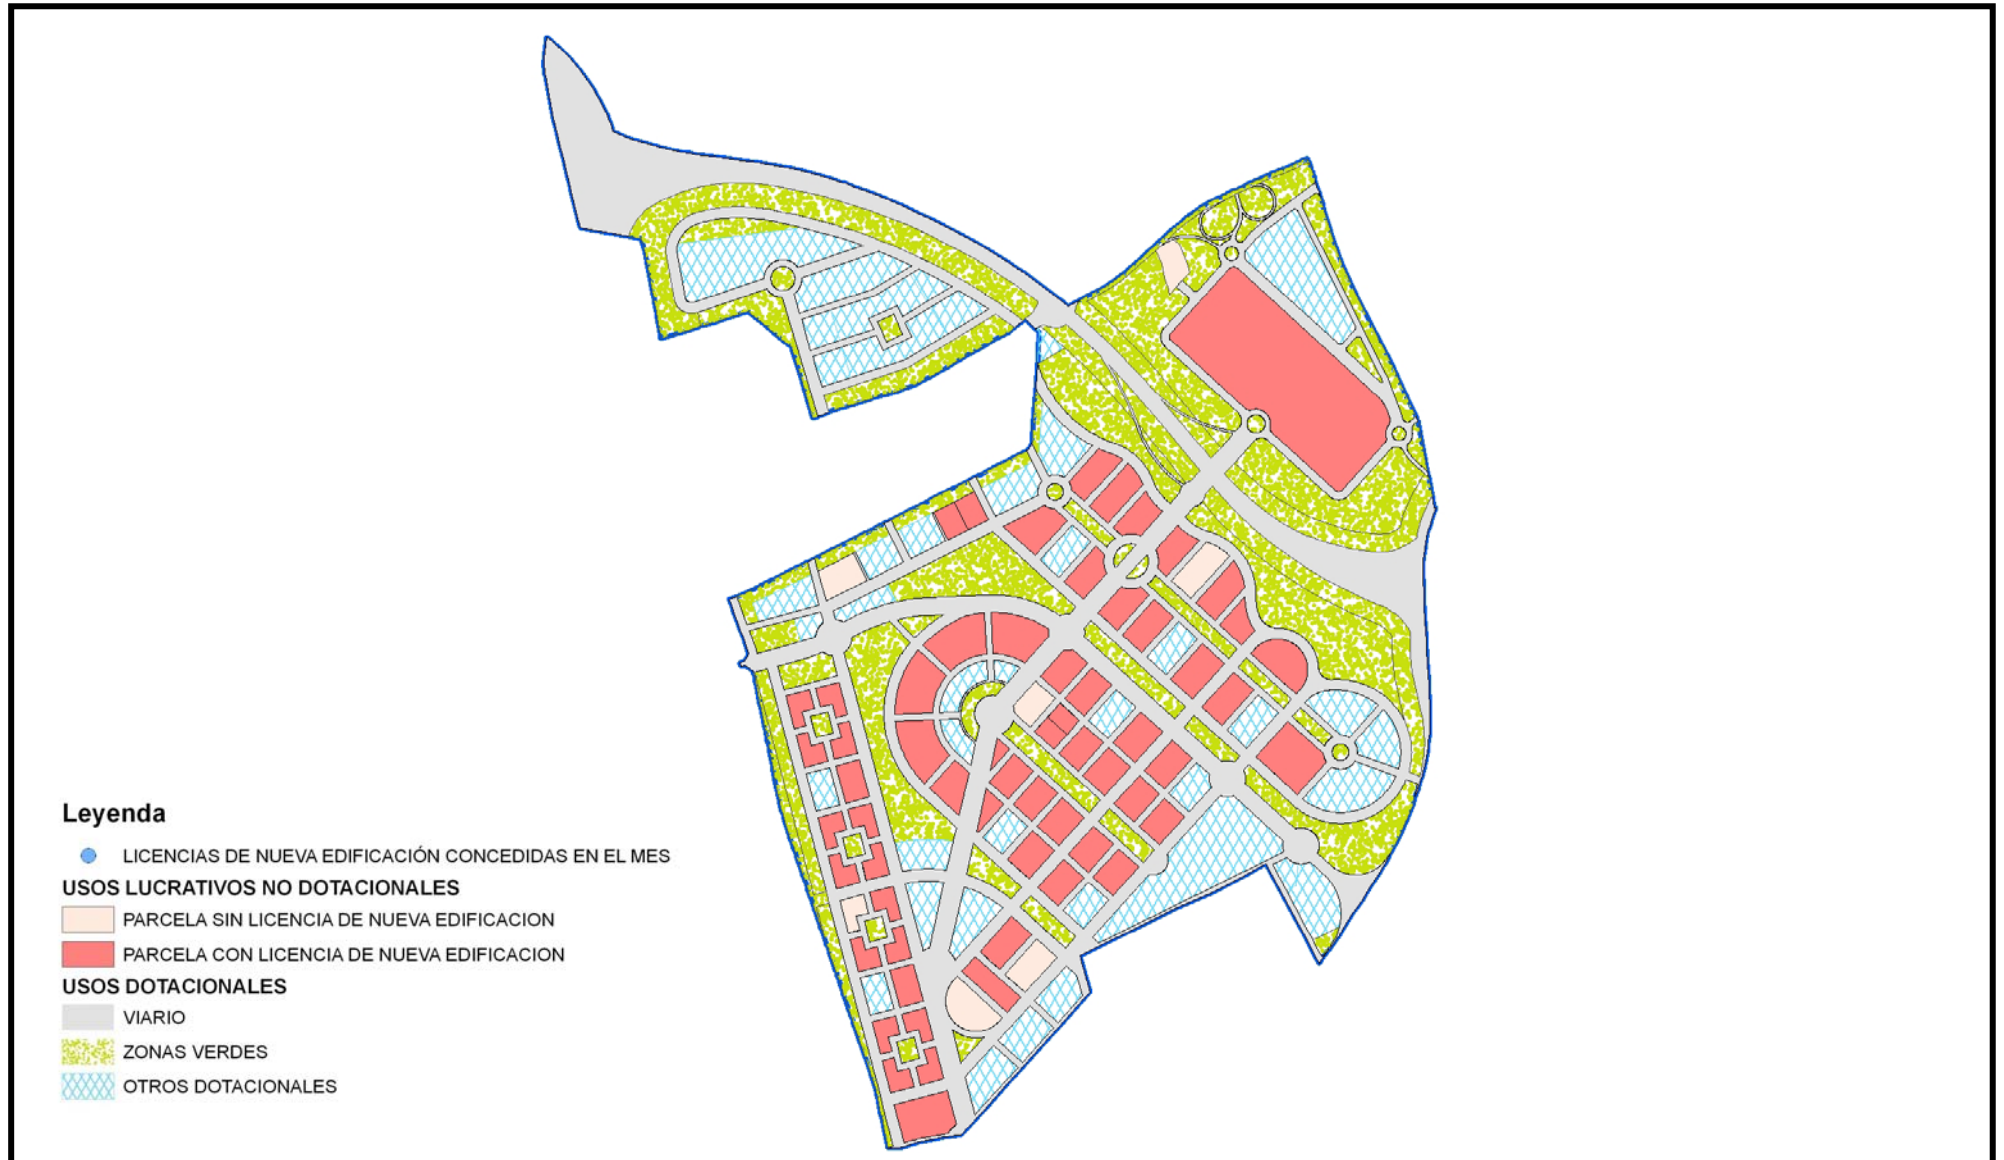 Leyenda
LICENCIAS DE NUEVA EDIFICACIÓN CONCEDIDAS EN EL MES
USOS LUCRATIVOS NO DOTACIONALES
PARCELA SIN LICENCIA DE NUEVA EDIFICACION
PARCELA CON LICENCIA DE NUEVA EDIFICACION
USOS DOTACIONALES
VIARIO
ZONAS VERDES
OTROS DOTACIONALES